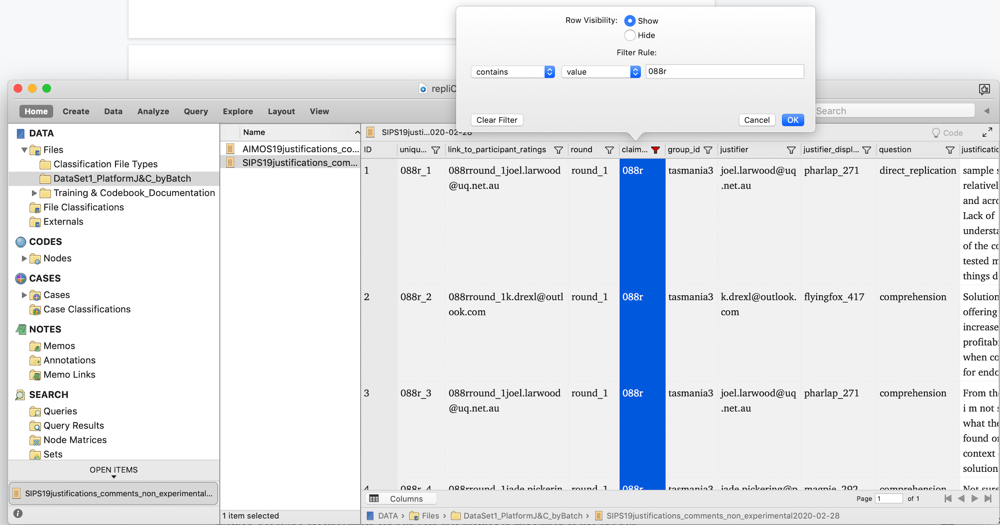 Row Visibility: Show
Hide
Filter Rule:
contains value 088r
Clear Filter Cancel OK
repliC
Home Create Data Analyze Query Explore Layout View
Search
DATA
Files
Classification File Types
DataSet1_PlatformJ&C_byBatch
Training & Codebook_Documentation
File Classifications
Externals
CODES
Nodes
CASES
Cases
Case Classifications
NOTES
Memos
Annotations
Memo Links
SEARCH
Queries
Query Results
Node Matrices
Sets
OPEN ITEMS
SIPS19justifications_comments_non_experimental...
Name
AIMOS19justifications_co...
SIPS19justifications_com...
1 item selected
SIPS19justi...020-02-28
Code
ID uniqu... link_to_participant_ratings round claim... group_id justifier justifier_displ... question justificatio
1 088r_1 088rround_1joel.larwood round_1 088r tasmania3 joel.larwood@uq pharlap_271 direct_replication sample s
@uq.net.au .net.au relativel
and acro
Lack of
understa
of the co
tested m
things d
2 088r_2 088rround_1k.drexl@outl round_1 088r tasmania3 k.drexl@outlook. flyingfox_417 comprehension Solution
ook.com com offering
increase
profitabi
when co
for endo
3 088r_3 088rround_1joel.larwood round_1 088r tasmania3 joel.larwood@uq pharlap_271 comprehension From the
@uq.net.au .net.au i m not s
what the
found or
context
solution
4 088r_4 088rround_1jade.pickerin round_1 088r tasmania3 jade.pickering@p magpie_292 comprehension Not sure
Columns
Page 1 of 1
DATA › Files › DataSet1_PlatformJ&C_byBatch › SIPS19justifications_comments_non_experimental2020-02-28